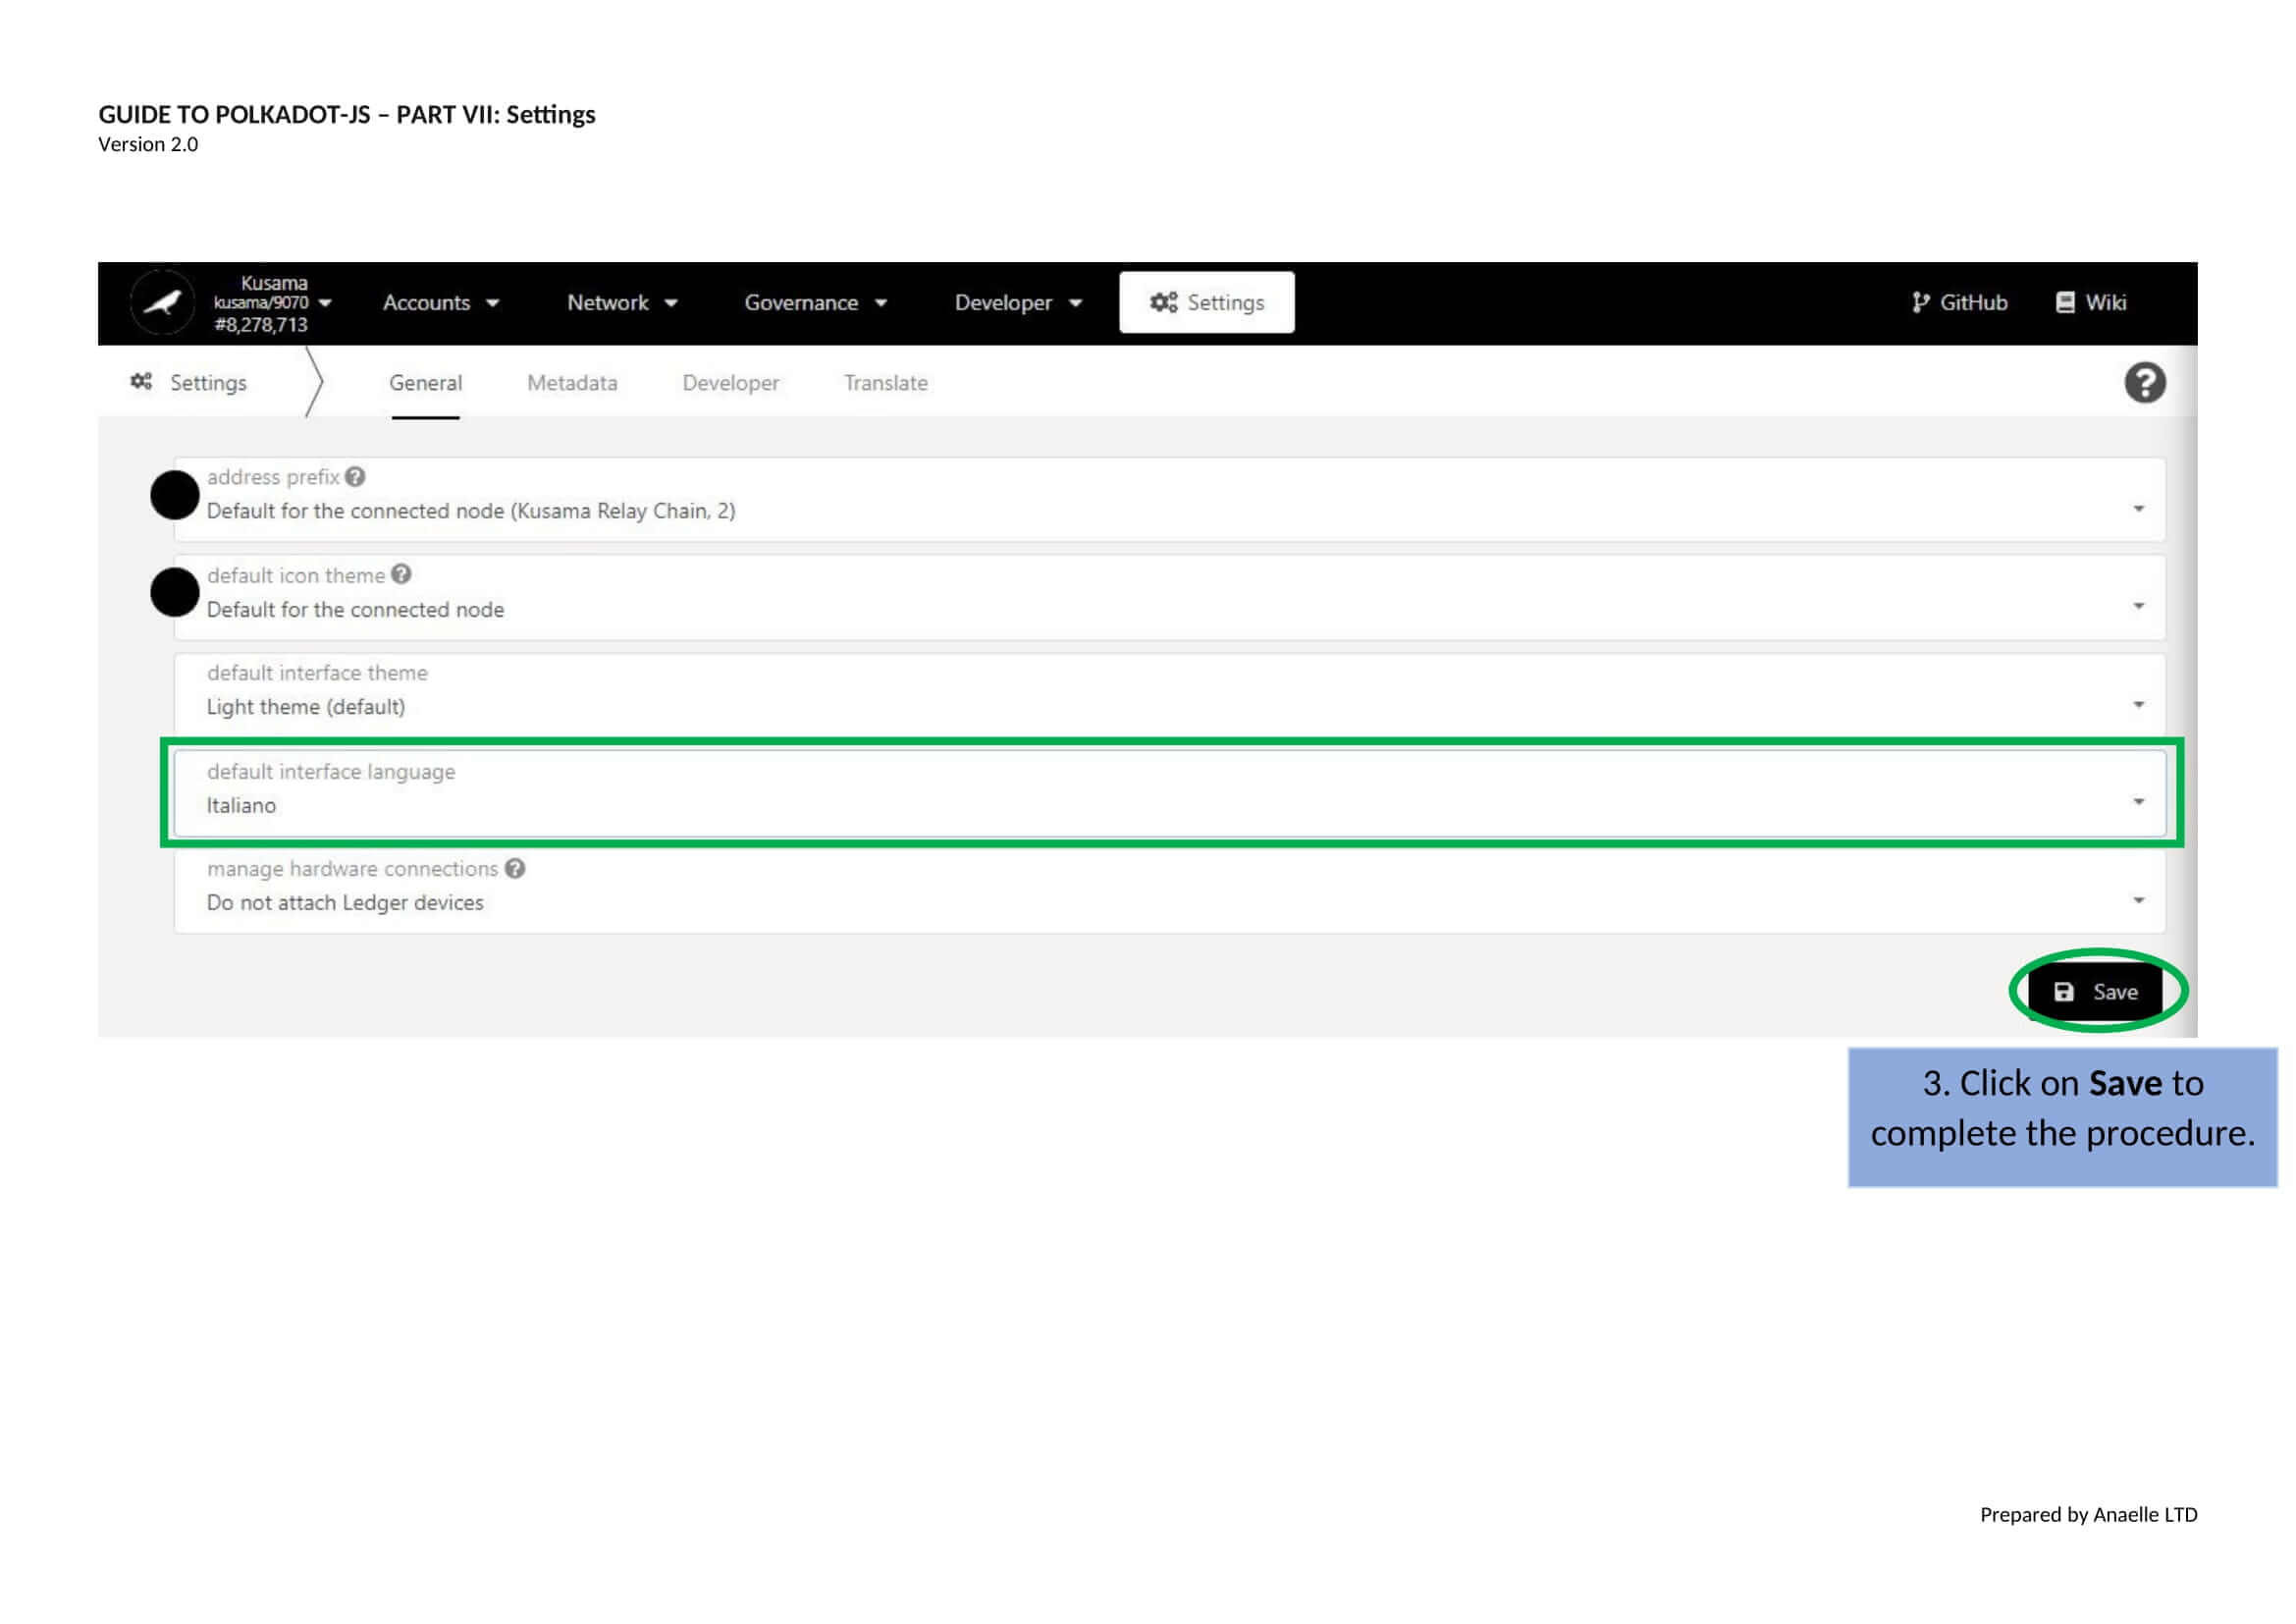 GUIDE TO POLKADOT-JS – PART VII: Settings
Version 2.0
Kusama
kusama/9070
#8,278,713
Accounts
Network
Governance
Developer
Settings
GitHub
Wiki
Settings
General
Metadata
Developer
Translate
address prefix
Default for the connected node (Kusama Relay Chain, 2)
default icon theme
Default for the connected node
default interface theme
Light theme (default)
default interface language
Italiano
manage hardware connections
Do not attach Ledger devices
Save
3. Click on Save to
complete the procedure.
Prepared by Anaelle LTD